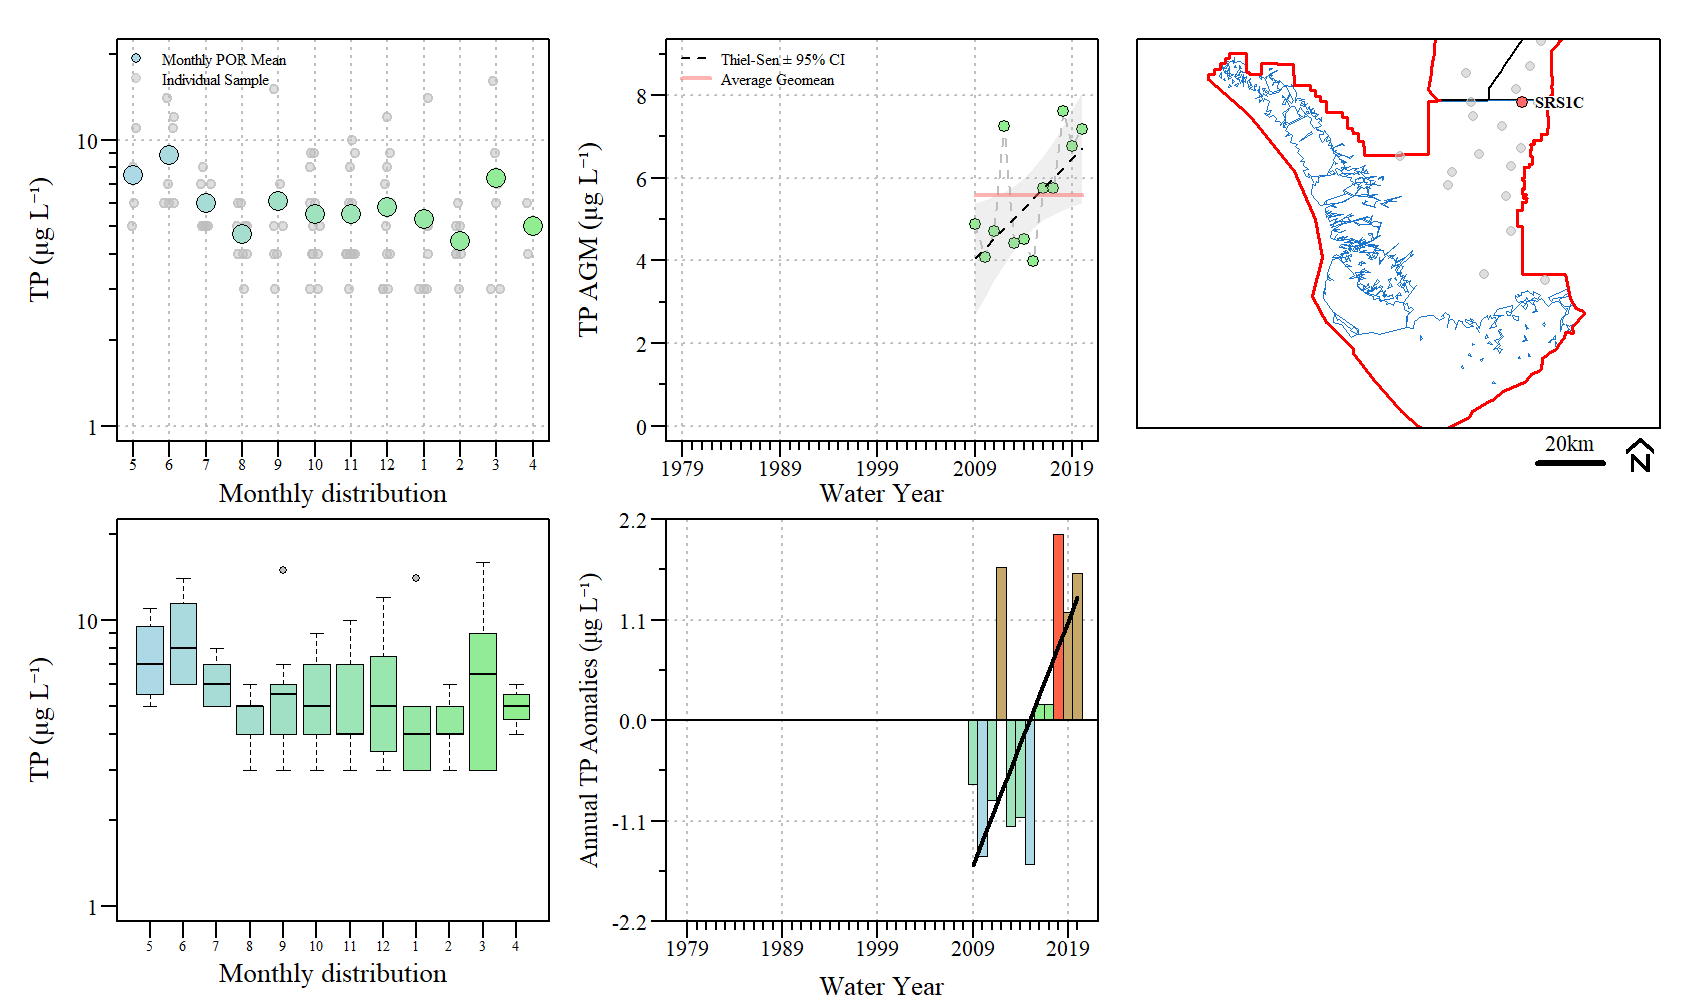 Monthly POR Mean
Individual Sample
10
1
5 6 7 8 9 10 11 12 1 2 3 4
Monthly distribution
TP (µg L⁻¹)
Thiel-Sen ± 95% CI
Average Geomean
8
6
4
2
0
1979 1989 1999 2009 2019
Water Year
TP AGM (µg L⁻¹)
SRS1C
20km
N
10
1
5 6 7 8 9 10 11 12 1 2 3 4
Monthly distribution
TP (µg L⁻¹)
2.2
1.1
0.0
-1.1
-2.2
1979 1989 1999 2009 2019
Water Year
Annual TP Aomalies (µg L⁻¹)